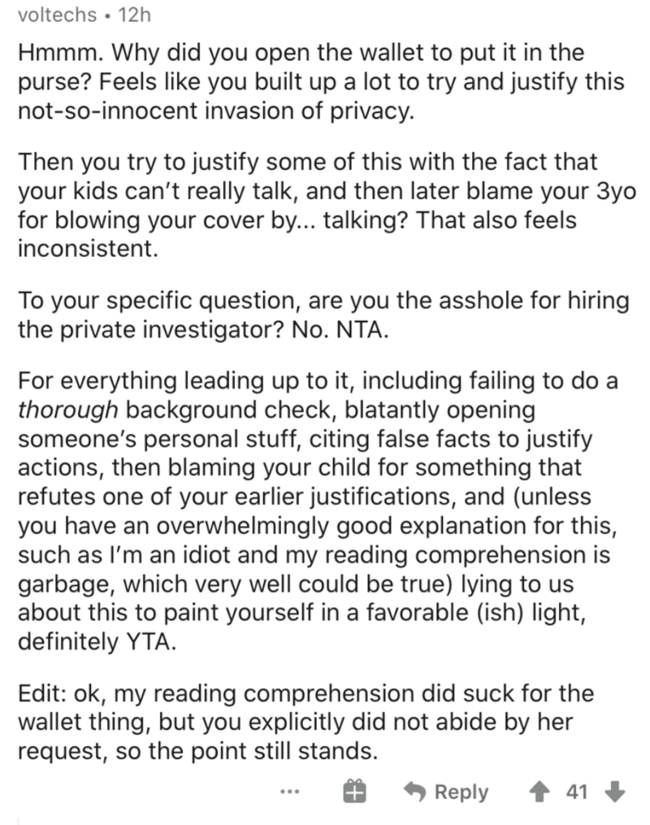 voltechs • 12h
Hmmm. Why did you open the wallet to put it in the
purse? Feels like you built up a lot to try and justify this
not-so-innocent invasion of privacy.
Then you try to justify some of this with the fact that
your kids can't really talk, and then later blame your 3yo
for blowing your cover by... talking? That also feels
inconsistent.
To your specific question, are you the asshole for hiring
the private investigator? No. NTA.
For everything leading up to it, including failing to do a
thorough background check, blatantly opening
someone's personal stuff, citing false facts to justify
actions, then blaming your child for something that
refutes one of your earlier justifications, and (unless
you have an overwhelmingly good explanation for this,
such as I'm an idiot and my reading comprehension is
garbage, which very well could be true) lying to us
about this to paint yourself in a favorable (ish) light,
definitely YTA.
Edit: ok, my reading comprehension did suck for the
wallet thing, but you explicitly did not abide by her
request, so the point still stands.
... Reply 41